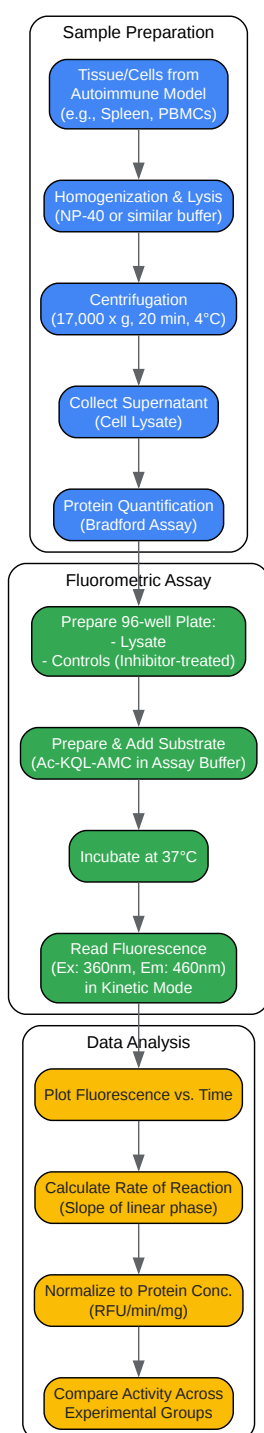 Sample Preparation
Tissue/Cells from
Autoimmune Model
(e.g., Spleen, PBMCs)
Homogenization & Lysis
(NP-40 or similar buffer)
Centrifugation
(17,000 x g, 20 min, 4°C)
Collect Supernatant
(Cell Lysate)
Protein Quantification
(Bradford Assay)
Fluorometric Assay
Prepare 96-well Plate:
- Lysate
- Controls (Inhibitor-treated)
Prepare & Add Substrate
(Ac-KQL-AMC in Assay Buffer)
Incubate at 37°C
Read Fluorescence
(Ex: 360nm, Em: 460nm)
in Kinetic Mode
Data Analysis
Plot Fluorescence vs. Time
Calculate Rate of Reaction
(Slope of linear phase)
Normalize to Protein Conc.
(RFU/min/mg)
Compare Activity Across
Experimental Groups